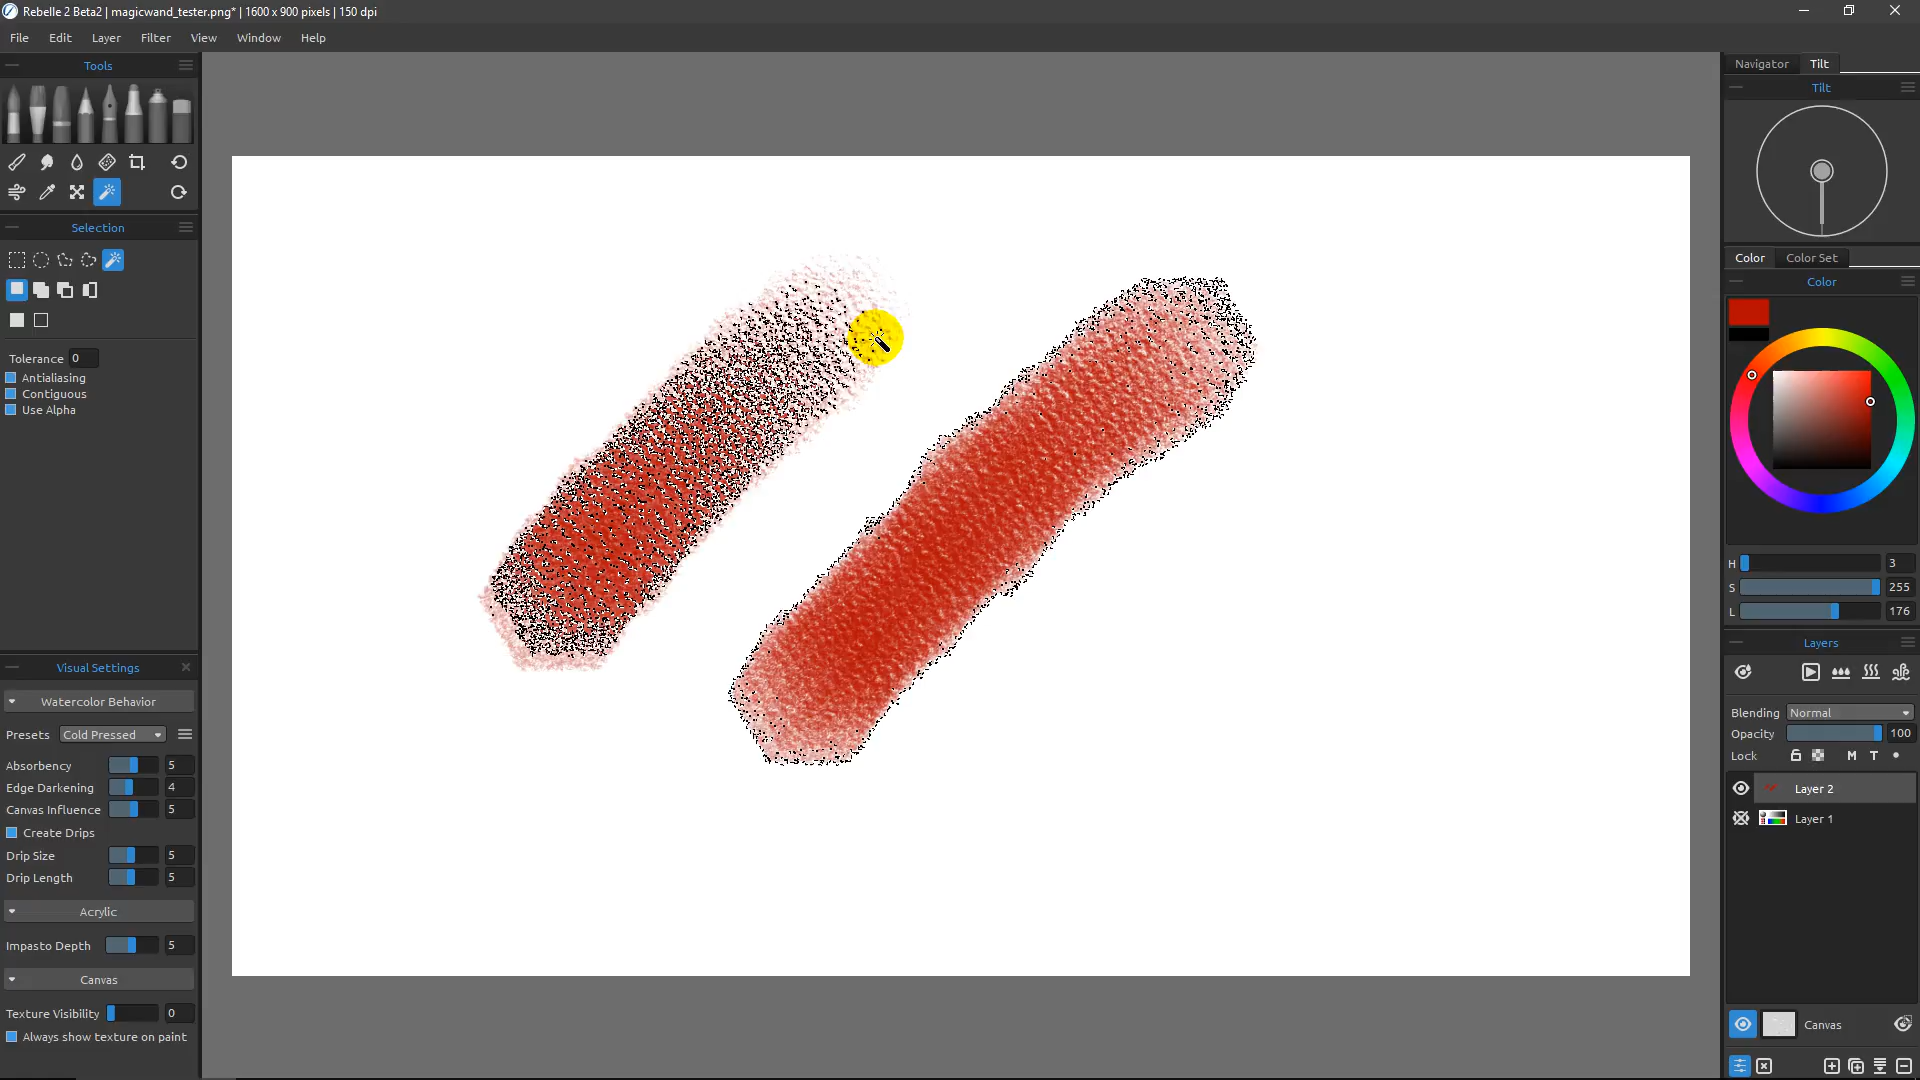 Rebelle 2 Beta2 | magicwand_tester.png* | 1600 x 900 pixels | 150 dpi
File Edit Layer Filter View Window Help
Tools
Selection
Tolerance 0
Antialiasing
Contiguous
Use Alpha
Visual Settings
Watercolor Behavior
Presets Cold Pressed
Absorbency 5
Edge Darkening 4
Canvas Influence 5
Create Drips
Drip Size 5
Drip Length 5
Acrylic
Impasto Depth 5
Canvas
Texture Visibility 0
Always show texture on paint
Navigator Tilt
Tilt
Color Color Set
Color
H 3
S 255
L 176
Layers
Blending Normal
Opacity 100
Lock M T
Layer 2
Layer 1
Canvas